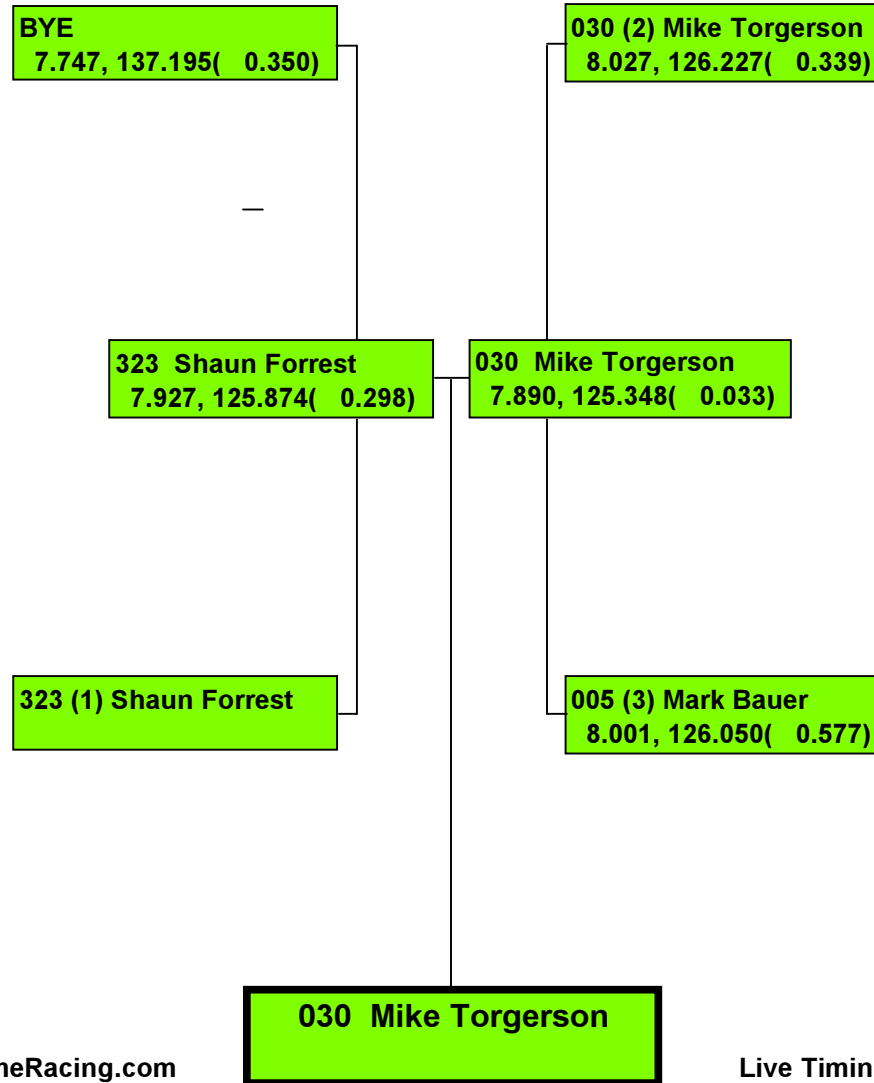 BYE
7.747, 137.195( 0.350)
030 (2) Mike Torgerson
8.027, 126.227( 0.339)
323 Shaun Forrest
7.927, 125.874( 0.298)
030 Mike Torgerson
7.890, 125.348( 0.033)
323 (1) Shaun Forrest
005 (3) Mark Bauer
8.001, 126.050( 0.577)
030 Mike Torgerson
neRacing.com
Live Timin